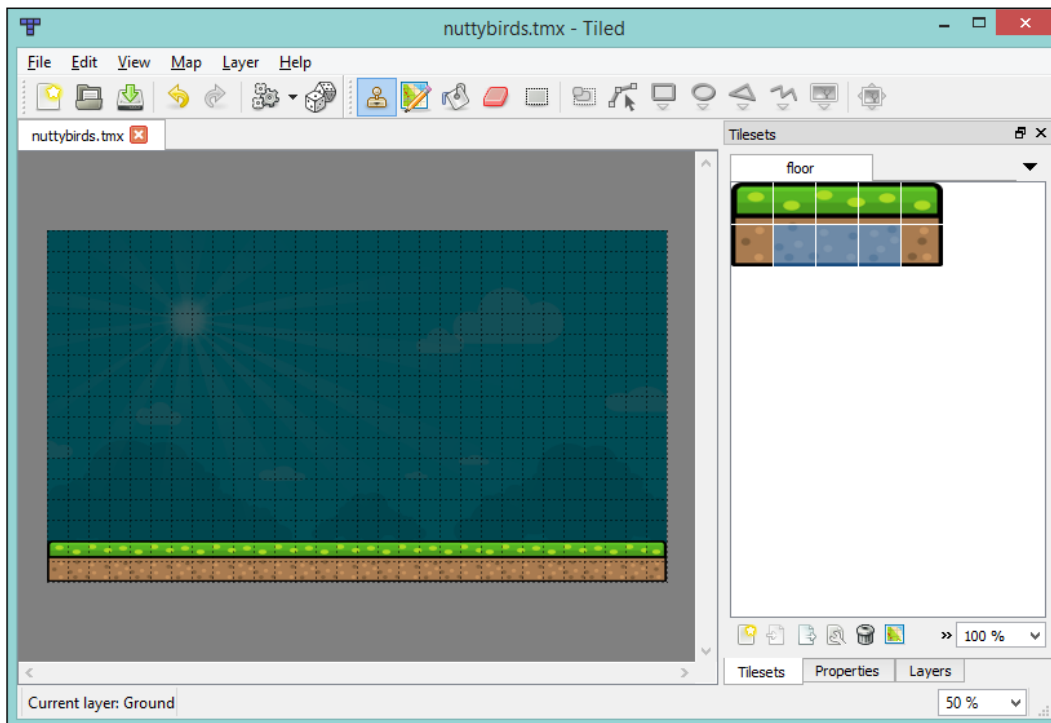 nuttybirds.tmx - Tiled
File Edit View Map Layer Help
nuttybirds.tmx
Tilesets
floor
» 100 %
Tilesets Properties Layers
Current layer: Ground
50 %